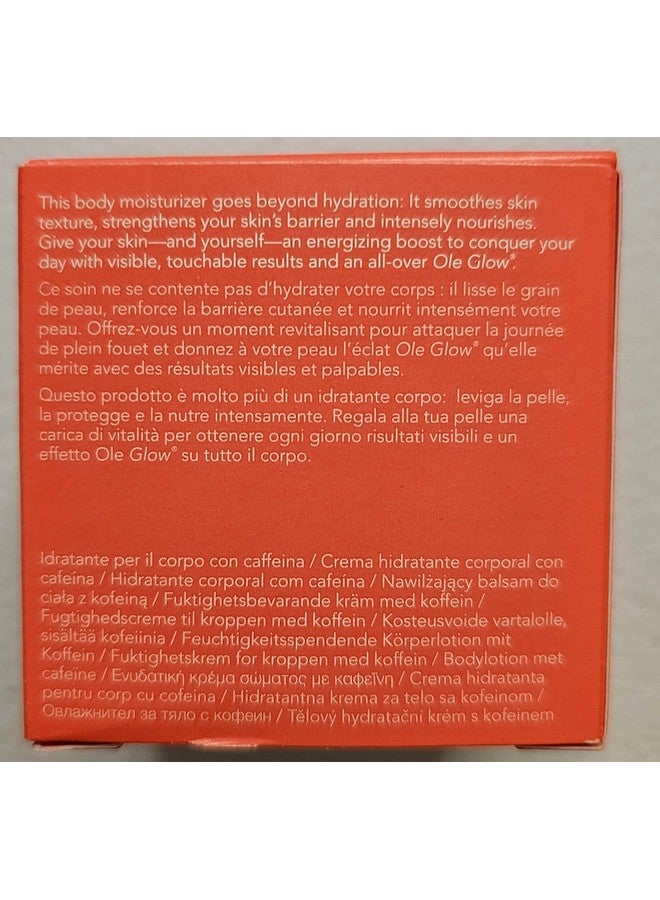 This body moisturizer goes beyond hydration: It smoothes skin
texture, strengthens your skin's barrier and intensely nourishes.
Give your skin—and yourself—an energizing boost to conquer your
day with visible, touchable results and an all-over Ole Glow®.
Ce soin ne se contente pas d'hydrater votre corps : il lisse le grain
de peau, renforce la barrière cutanée et nourrit intensément votre
peau. Offrez-vous un moment revitalisant pour attaquer la journée
de plein fouet et donnez à votre peau l'éclat Ole Glow® qu'elle
mérite avec des résultats visibles et palpables.
Questo prodotto è molto più di un idratante corpo: leviga la pelle,
la protegge e la nutre intensamente. Regala alla tua pelle una
carica di vitalità per ottenere ogni giorno risultati visibili e un
effetto Ole Glow® su tutto il corpo.
Idratante per il corpo con caffeina / Crema hidratante corporal con
cafeína / Hidratante corporal com cafeína / Nawilżający balsam do
ciała z kofeiną / Fuktighetsbevarande kräm med koffein /
Fugtighedscreme til kroppen med koffein / Kosteusvoide vartalolle,
sisältää kofeiinia / Feuchtigkeitsspendende Körperlotion mit
Koffein / Fuktighetskrem for kroppen med koffein / Bodylotion met
cafeïne / Ενυδατική κρέμα σώματος με καφεΐνη / Crema hidratanta
pentru corp cu cofeina / Hidratantna krema za telo sa kofeinom /
Овлажнител за тяло с кофеин / Tělový hydratační krém s kofeinem